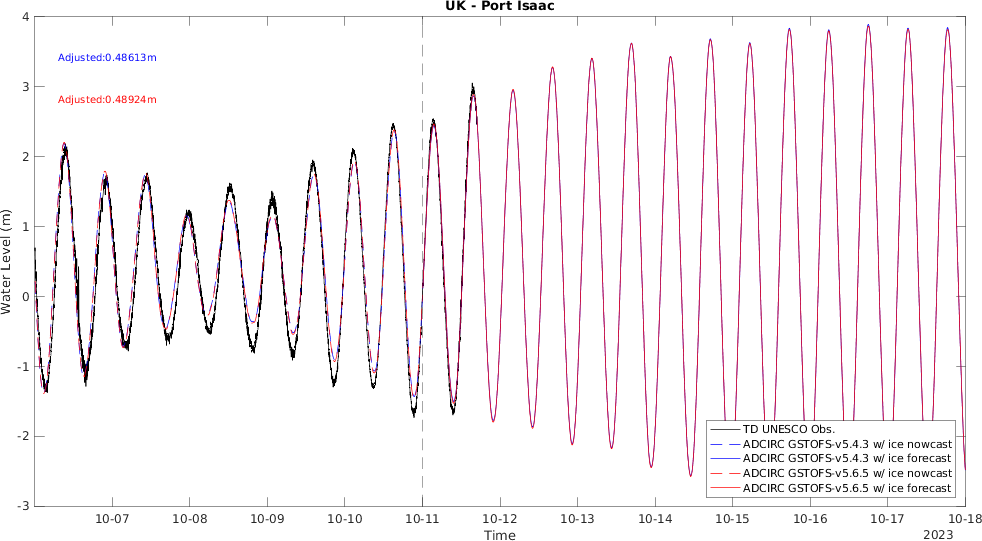 UK - Port Isaac
4
3
2
1
0
-1
-2
-3
Water Level (m)
Adjusted:0.48613m
Adjusted:0.48924m
TD UNESCO Obs.
ADCIRC GSTOFS-v5.4.3 w/ ice nowcast
ADCIRC GSTOFS-v5.4.3 w/ ice forecast
ADCIRC GSTOFS-v5.6.5 w/ ice nowcast
ADCIRC GSTOFS-v5.6.5 w/ ice forecast
10-07 10-08 10-09 10-10 10-11 10-12 10-13 10-14 10-15 10-16 10-17 10-18
Time
2023